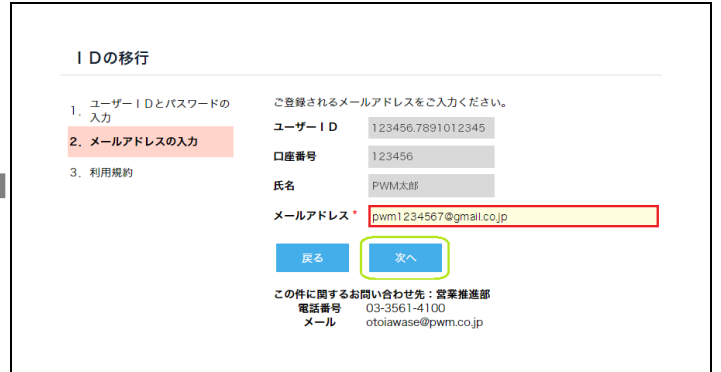 IDの移行
1. ユーザーIDとパスワードの
入力
2. メールアドレスの入力
3. 利用規約
ご登録されるメールアドレスをご入力ください。
ユーザーID 123456.7891012345
口座番号 123456
氏名 PWM太郎
メールアドレス * pwm1234567@gmail.co.jp
戻る 次へ
この件に関するお問い合わせ先：営業推進部
電話番号 03-3561-4100
メール otoiawase@pwm.co.jp